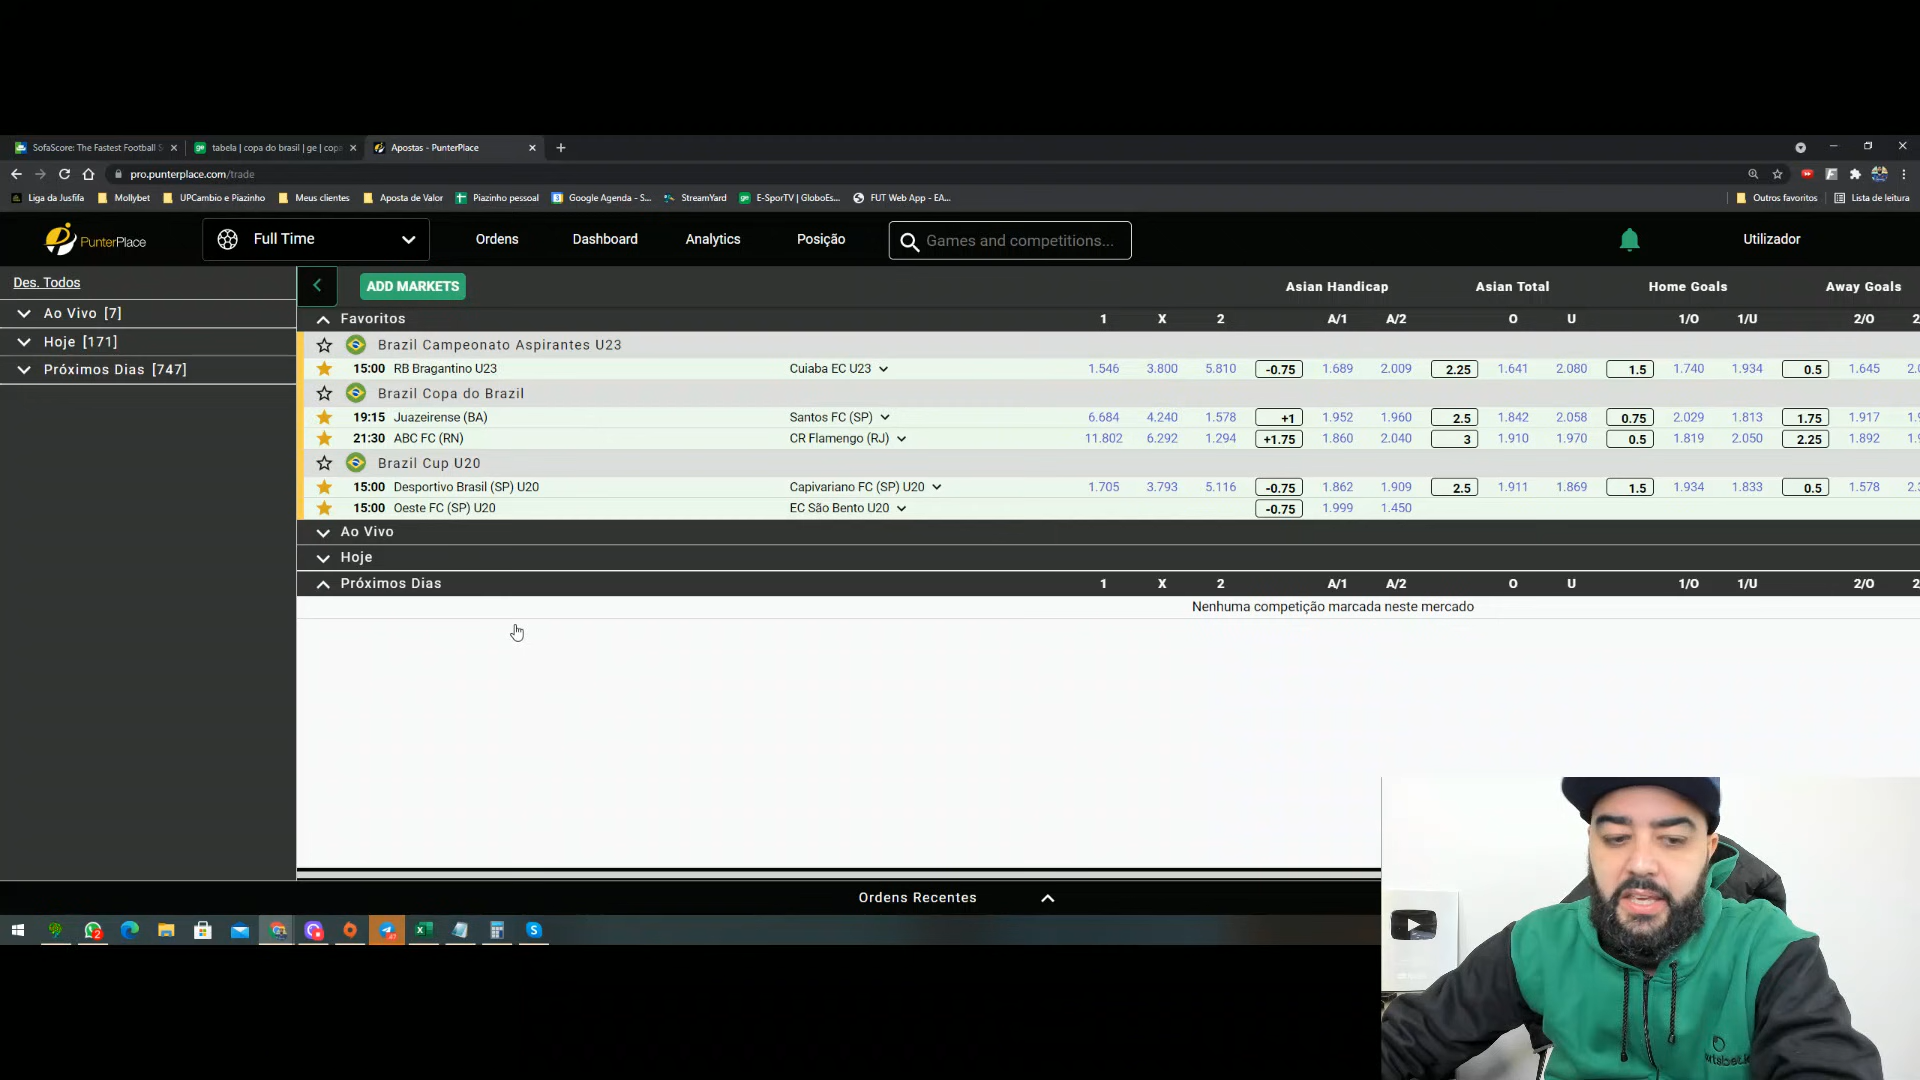 SofaScore: The Fastest Football S
tabela | copa do brasil | ge | copa
Apostas - PunterPlace
pro.punterplace.com/trade
Liga da Jusfifa
Mollybet
UPCambio e Piazinho
Meus clientes
Aposta de Valor
Piazinho pessoal
Google Agenda - S...
StreamYard
E-SporTV | GloboEs...
FUT Web App - EA...
Outros favoritos
Lista de leitura
PunterPlace
Full Time
Ordens
Dashboard
Analytics
Posição
Games and competitions...
Utilizador
Des. Todos
Ao Vivo [7]
Hoje [171]
Próximos Dias [747]
ADD MARKETS
Asian Handicap
Asian Total
Home Goals
Away Goals
Favoritos 1 X 2 A/1 A/2 O U 1/O 1/U 2/O
Brazil Campeonato Aspirantes U23
15:00 RB Bragantino U23 Cuiaba EC U23 1.546 3.800 5.810 -0.75 1.689 2.009 2.25 1.641 2.080 1.5 1.740 1.934 0.5 1.645
Brazil Copa do Brazil
19:15 Juazeirense (BA) Santos FC (SP) 6.684 4.240 1.578 +1 1.952 1.960 2.5 1.842 2.058 0.75 2.029 1.813 1.75 1.917
21:30 ABC FC (RN) CR Flamengo (RJ) 11.802 6.292 1.294 +1.75 1.860 2.040 3 1.910 1.970 0.5 1.819 2.050 2.25 1.892
Brazil Cup U20
15:00 Desportivo Brasil (SP) U20 Capivariano FC (SP) U20 1.705 3.793 5.116 -0.75 1.862 1.909 2.5 1.911 1.869 1.5 1.934 1.833 0.5 1.578
15:00 Oeste FC (SP) U20 EC São Bento U20 -0.75 1.999 1.450
Ao Vivo
Hoje
Próximos Dias 1 X 2 A/1 A/2 O U 1/O 1/U 2/O
Nenhuma competição marcada neste mercado
Ordens Recentes